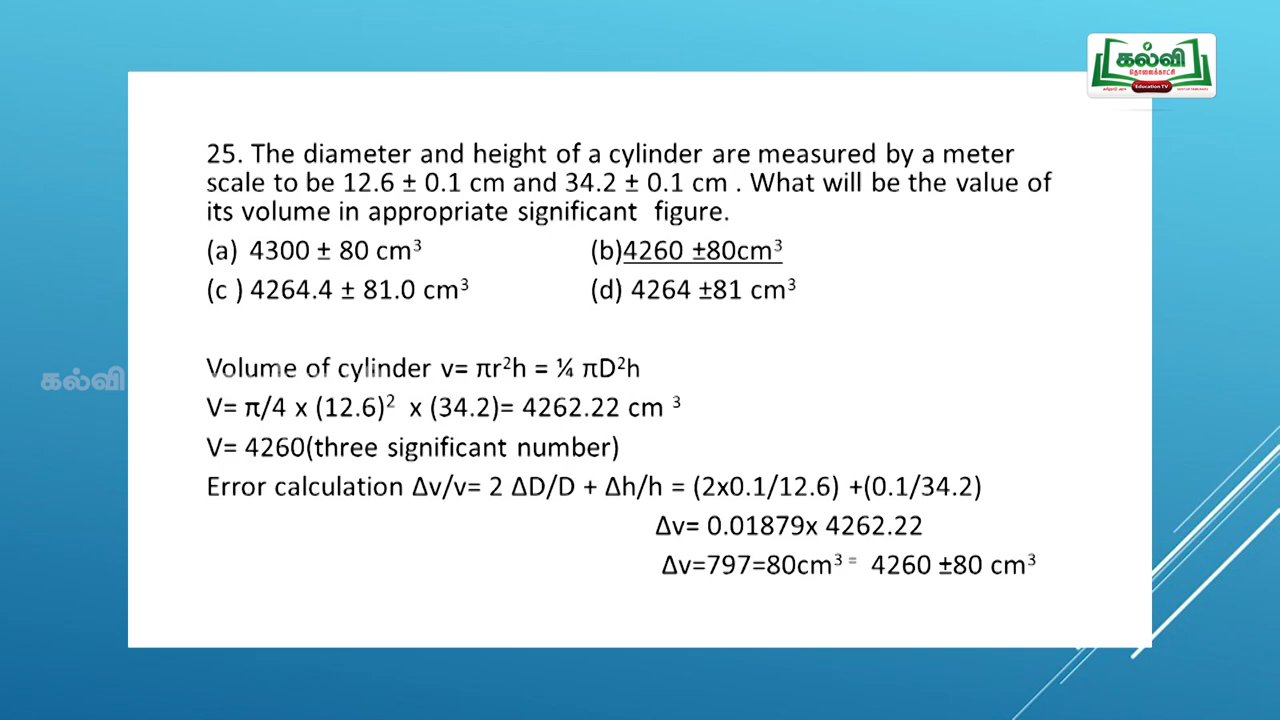 கல்வி
தொலைக்காட்சி
Education TV
25. The diameter and height of a cylinder are measured by a meter
scale to be 12.6 ± 0.1 cm and 34.2 ± 0.1 cm . What will be the value of
its volume in appropriate significant figure.
(a) 4300 ± 80 cm³ (b)4260 ±80cm³
(c ) 4264.4 ± 81.0 cm³ (d) 4264 ±81 cm³
Volume of cylinder v= πr²h = ¼ πD²h
கல்வி
V= π/4 x (12.6)² x (34.2)= 4262.22 cm ³
V= 4260(three significant number)
Error calculation Δv/v= 2 ΔD/D + Δh/h = (2x0.1/12.6) +(0.1/34.2)
Δv= 0.01879x 4262.22
Δv=797=80cm³ ⁼ 4260 ±80 cm³